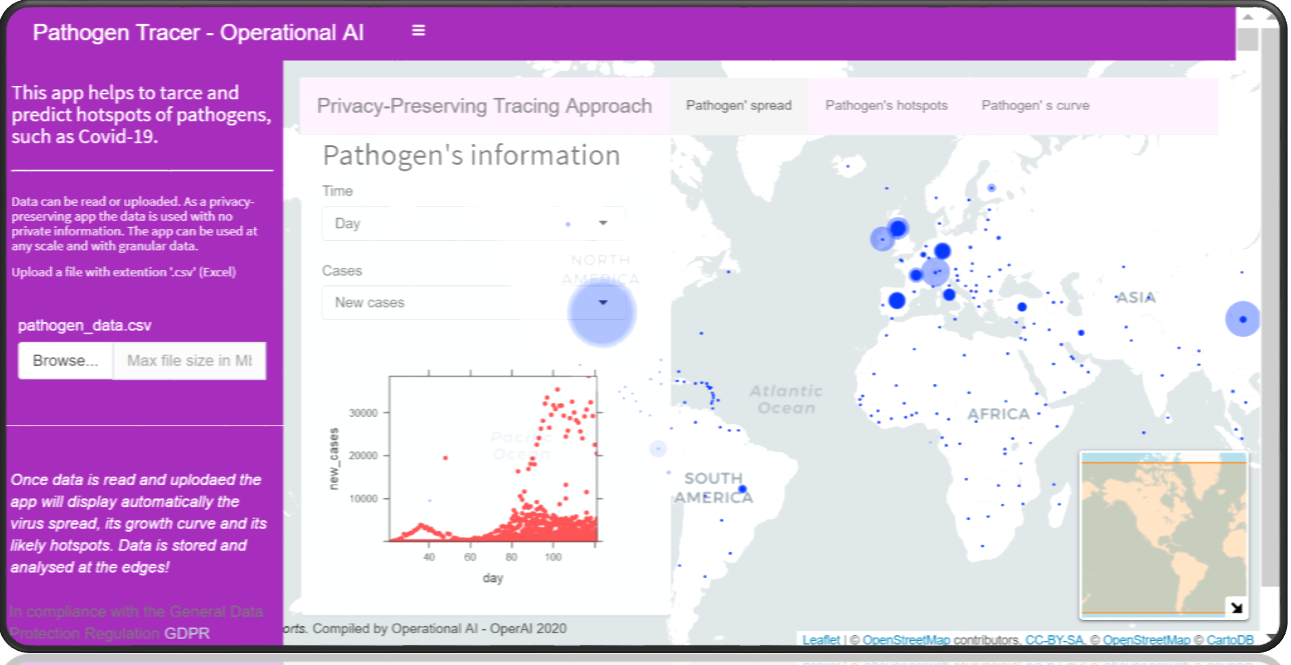 Pathogen Tracer - Operational AI
This app helps to tarce and
predict hotspots of pathogens,
such as Covid-19.
Data can be read or uploaded. As a privacy-
preserving app the data is used with no
private information. The app can be used at
any scale and with granular data.
Upload a file with extention '.csv' (Excel)
pathogen_data.csv
Browse... Max file size in
Once data is read and uplodaed the
app will display automatically the
virus spread, its growth curve and its
likely hotspots. Data is stored and
analysed at the edges!
In compliance with the General Data
Protection Regulation GDPR
Privacy-Preserving Tracing Approach Pathogen' spread Pathogen's hotspots Pathogen' s curve
Pathogen's information
Time
Day
Cases
New cases
NORTH
AMERICA
new_cases
30000
20000
10000
40 60 80 100
day
Pacific
Ocean
Atlantic
Ocean
ASIA
AFRICA
SOUTH
AMERICA
orts. Compiled by Operational AI - OperAI 2020
Leaflet | © OpenStreetMap contributors, CC-BY-SA, © OpenStreetMap © CartoDB